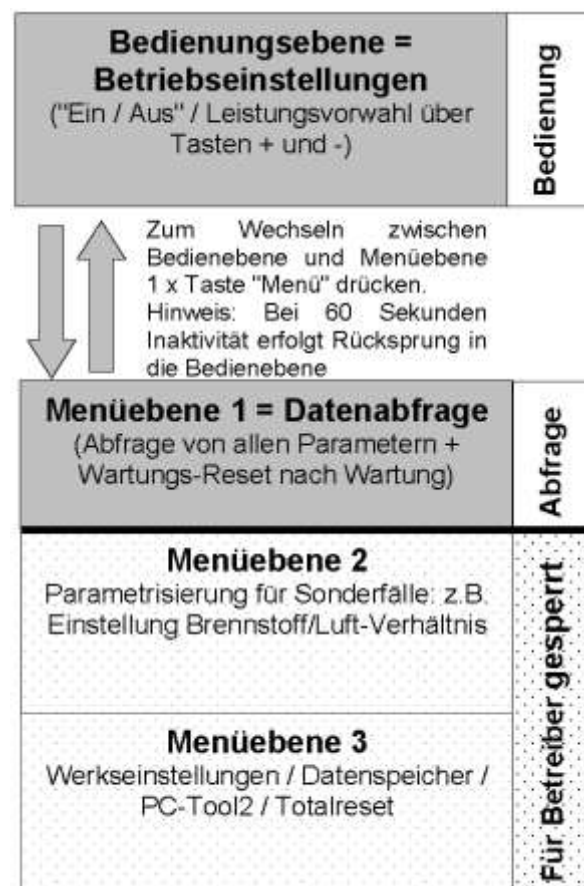 Bedienungsebene =
Betriebseinstellungen
("Ein / Aus" / Leistungsvorwahl über
Tasten + und -)
Bedienung
Zum Wechseln zwischen
Bedienebene und Menüebene
1 x Taste "Menü" drücken.
Hinweis: Bei 60 Sekunden
Inaktivität erfolgt Rücksprung in
die Bedienebene
Menüebene 1 = Datenabfrage
(Abfrage von allen Parametern +
Wartungs-Reset nach Wartung)
Abfrage
Menüebene 2
Parametrisierung für Sonderfälle: z.B.
Einstellung Brennstoff/Luft-Verhältnis
Menüebene 3
Werkseinstellungen / Datenspeicher /
PC-Tool2 / Totalreset
Für Betreiber gesperrt